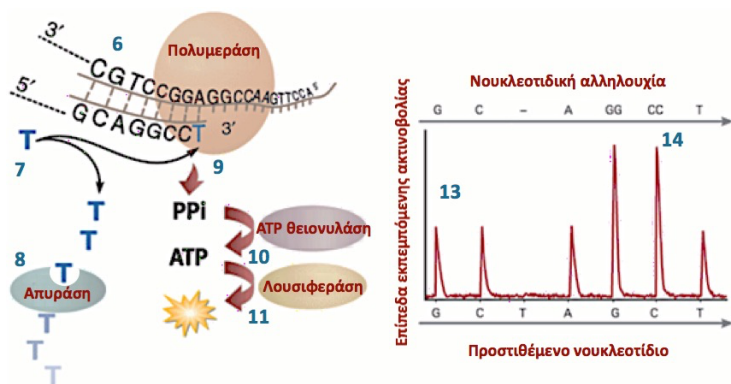 3′
6
Πολυμεράση
CGTCCGGAGGCCAAGTTCCA
5′
GCAGGCCT
3′
T
7
9
T
T
PPi
ATP θειονυλάση
8
T
ATP
10
Απυράση
Λουσιφεράση
T
11
T
T
Νουκλεοτιδική αλληλουχία
G C – A GG CC T
14
13
Επίπεδα εκπεμπόμενης ακτινοβολίας
G C T A G C T
Προστιθέμενο νουκλεοτίδιο